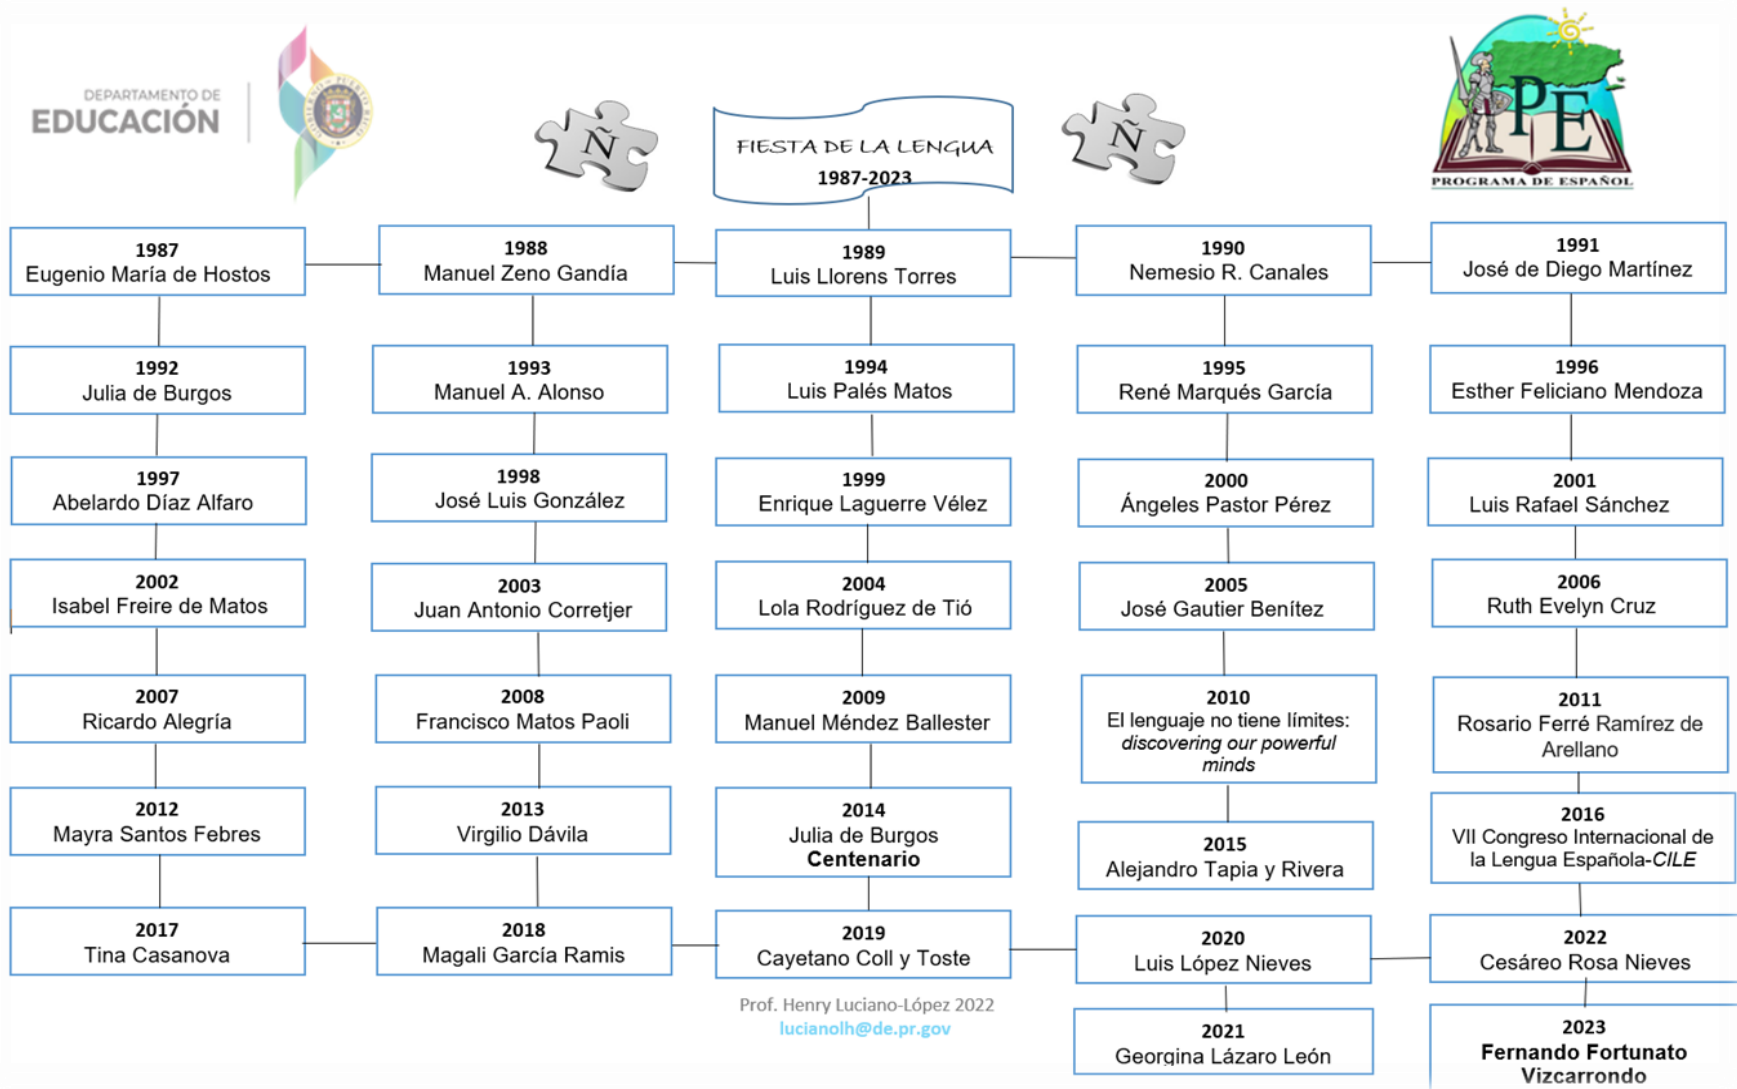 DEPARTAMENTO DE
EDUCACIÓN
GOBIERNO DE PUERTO RICO
Ñ
FIESTA DE LA LENGUA
1987-2023
Ñ
PE
PROGRAMA DE ESPAÑOL
1987
Eugenio María de Hostos
1988
Manuel Zeno Gandía
1989
Luis Llorens Torres
1990
Nemesio R. Canales
1991
José de Diego Martínez
1992
Julia de Burgos
1993
Manuel A. Alonso
1994
Luis Palés Matos
1995
René Marqués García
1996
Esther Feliciano Mendoza
1997
Abelardo Díaz Alfaro
1998
José Luis González
1999
Enrique Laguerre Vélez
2000
Ángeles Pastor Pérez
2001
Luis Rafael Sánchez
2002
Isabel Freire de Matos
2003
Juan Antonio Corretjer
2004
Lola Rodríguez de Tió
2005
José Gautier Benítez
2006
Ruth Evelyn Cruz
2007
Ricardo Alegría
2008
Francisco Matos Paoli
2009
Manuel Méndez Ballester
2010
El lenguaje no tiene límites:
discovering our powerful
minds
2011
Rosario Ferré Ramírez de
Arellano
2012
Mayra Santos Febres
2013
Virgilio Dávila
2014
Julia de Burgos
Centenario
2015
Alejandro Tapia y Rivera
2016
VII Congreso Internacional de
la Lengua Española-CILE
2017
Tina Casanova
2018
Magali García Ramis
2019
Cayetano Coll y Toste
2020
Luis López Nieves
2022
Cesáreo Rosa Nieves
2021
Georgina Lázaro León
2023
Fernando Fortunato
Vizcarrondo
Prof. Henry Luciano-López 2022
lucianolh@de.pr.gov